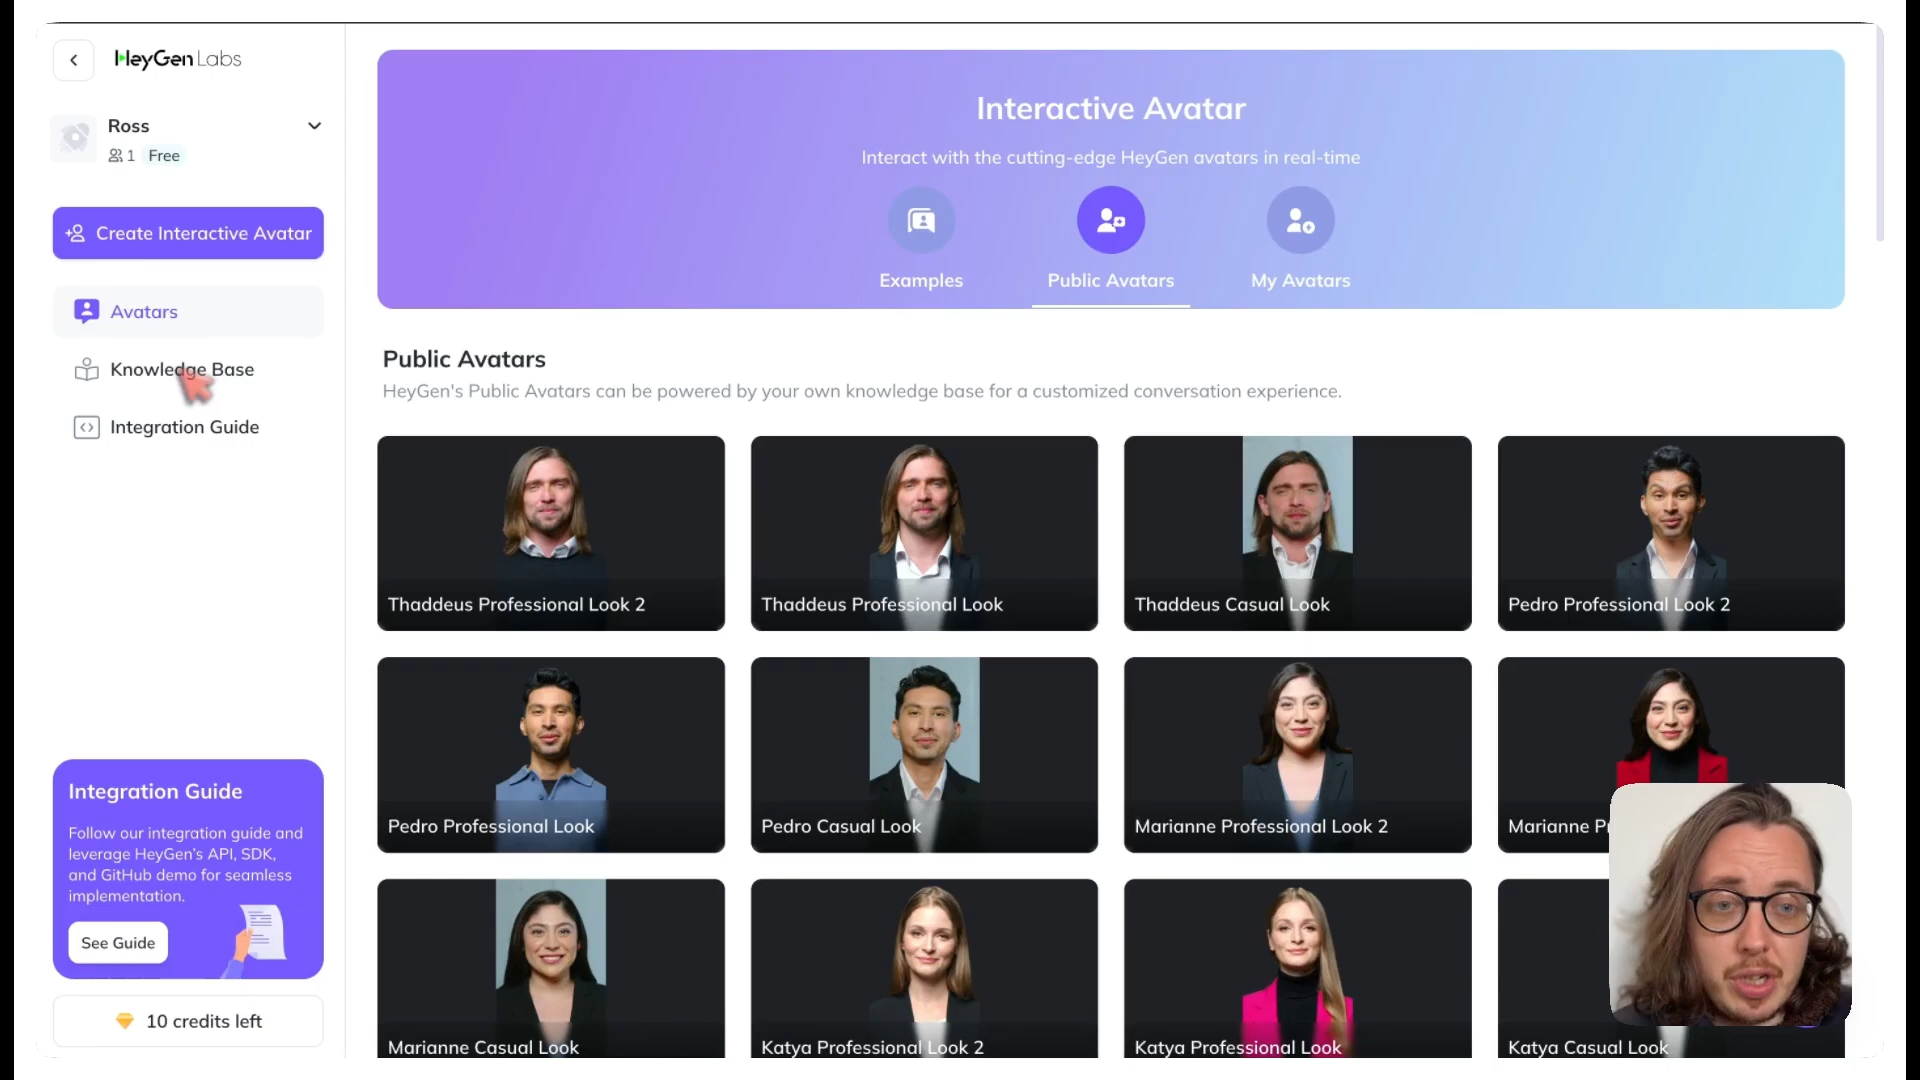 HeyGen Labs
Ross
1 Free
Create Interactive Avatar
Avatars
Knowledge Base
Integration Guide
Integration Guide
Follow our integration guide and
leverage HeyGen's API, SDK,
and GitHub demo for seamless
implementation.
See Guide
10 credits left
Interactive Avatar
Interact with the cutting-edge HeyGen avatars in real-time
Examples
Public Avatars
My Avatars
Public Avatars
HeyGen's Public Avatars can be powered by your own knowledge base for a customized conversation experience.
Thaddeus Professional Look 2
Thaddeus Professional Look
Thaddeus Casual Look
Pedro Professional Look 2
Pedro Professional Look
Pedro Casual Look
Marianne Professional Look 2
Marianne
Marianne Casual Look
Katya Professional Look 2
Katya Professional Look
Katya Casual Look